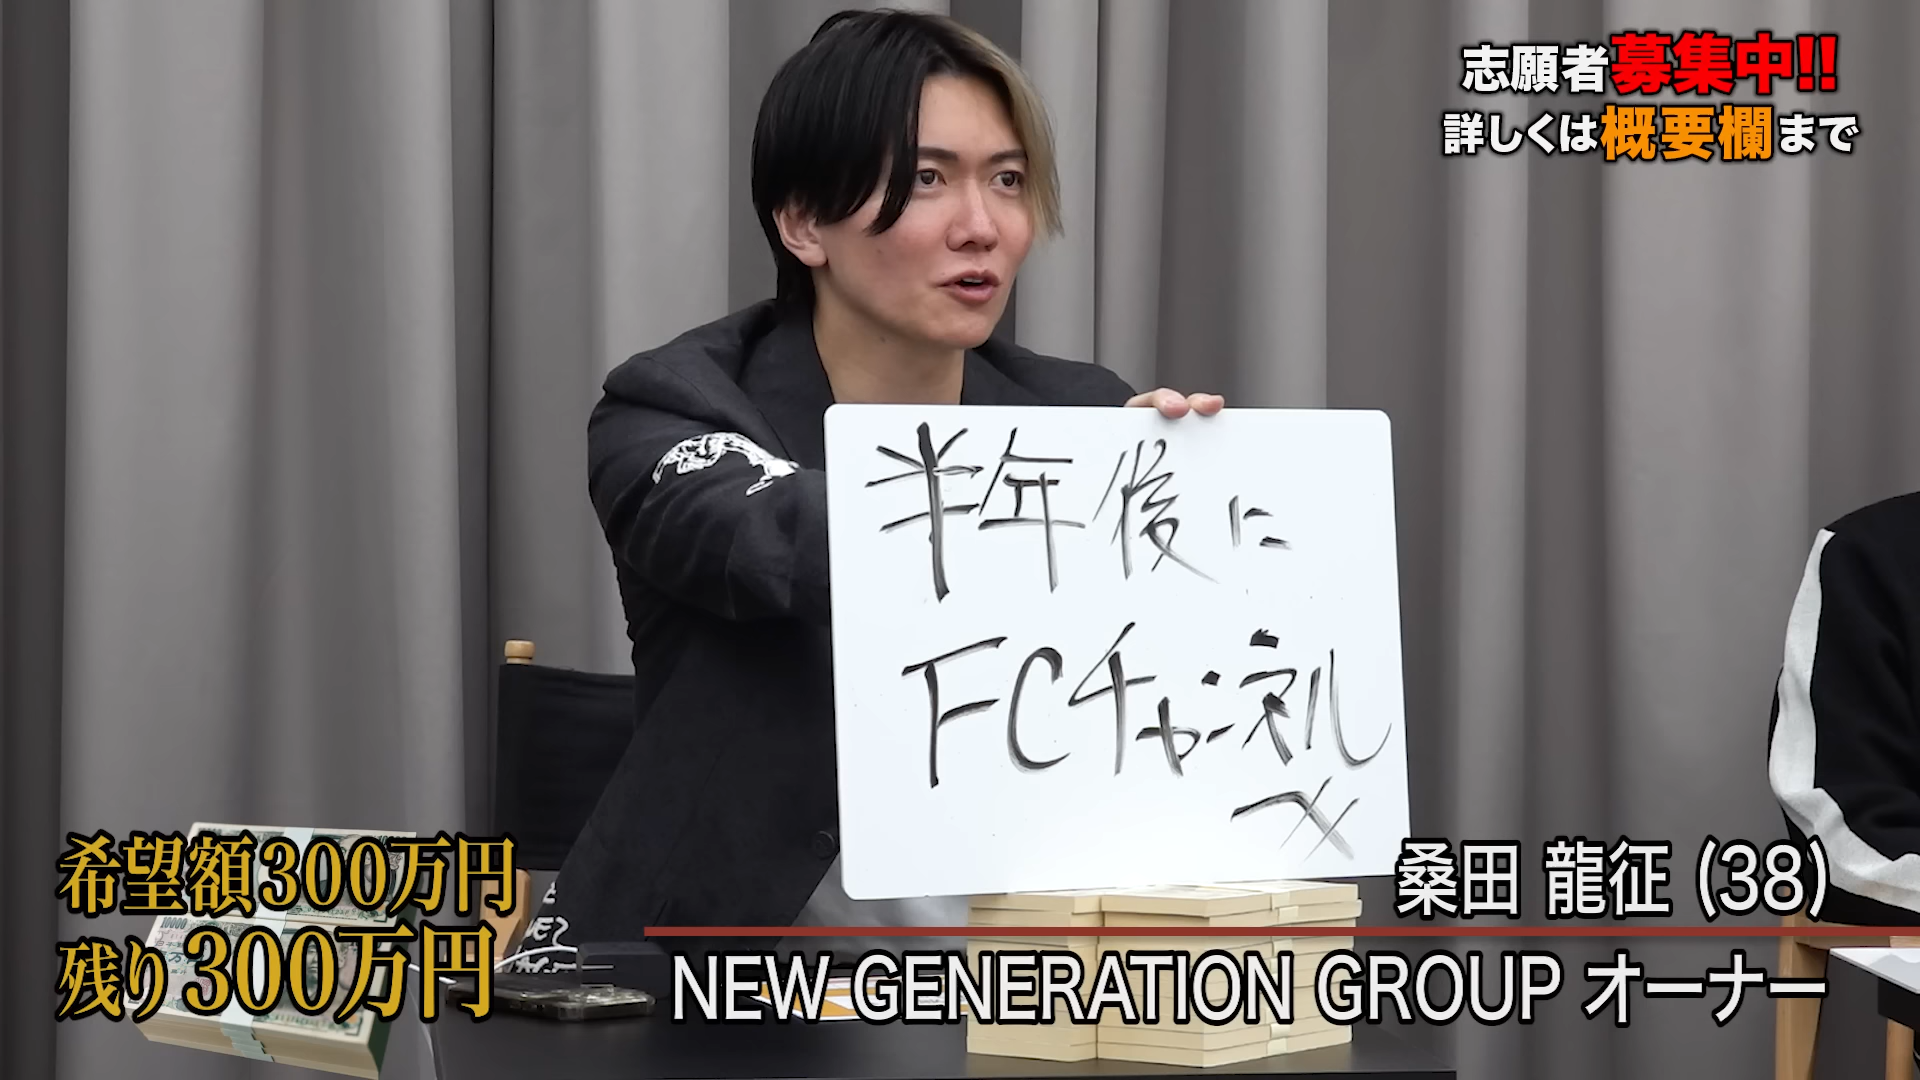 志願者募集中!!
詳しくは概要欄まで
半年後に
FCチャンネル
へ
希望額300万円
残り300万円
桑田 龍征 (38)
NEW GENERATION GROUP オーナー